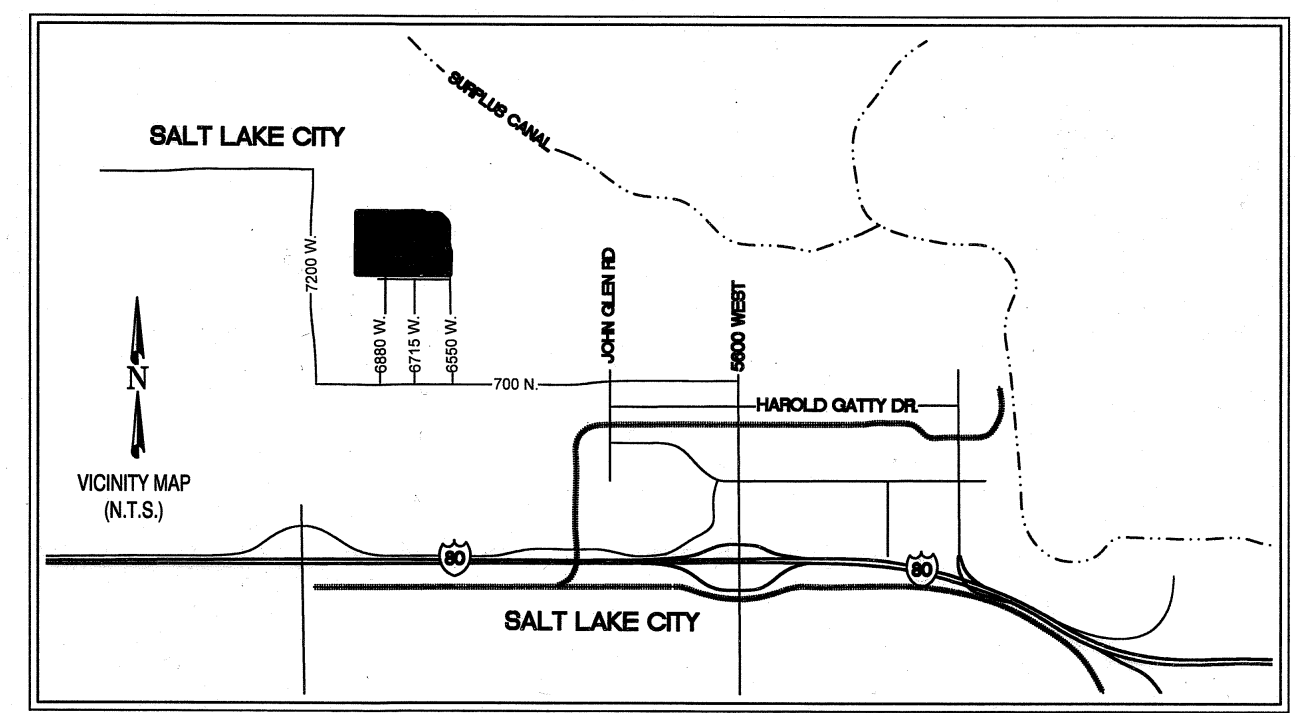 SURPLUS CANAL
SALT LAKE CITY
7200 W.
JOHN GLEN RD
5600 WEST
6880 W.
6715 W.
6550 W.
N
700 N.
HAROLD GATTY DR.
VICINITY MAP
(N.T.S.)
80
80
SALT LAKE CITY